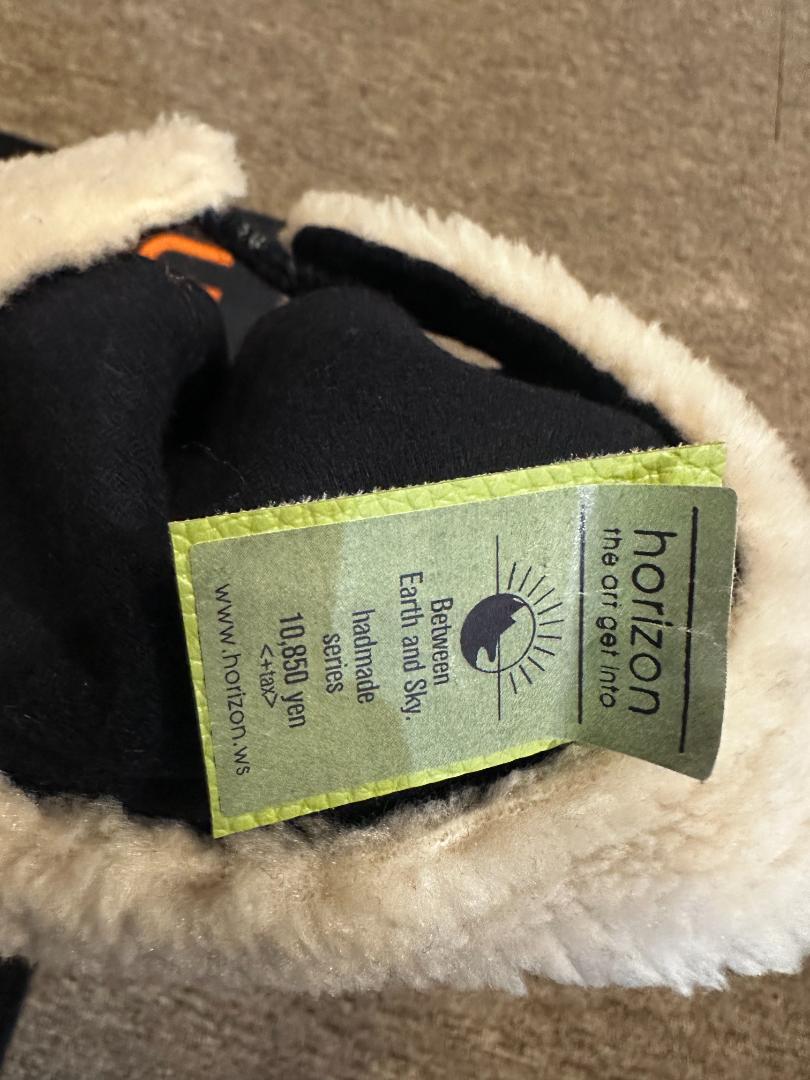 horizon
the art get into
Between
Earth and Sky.
hadmade
series
10,850 yen
<+tax>
www.horizon.ws